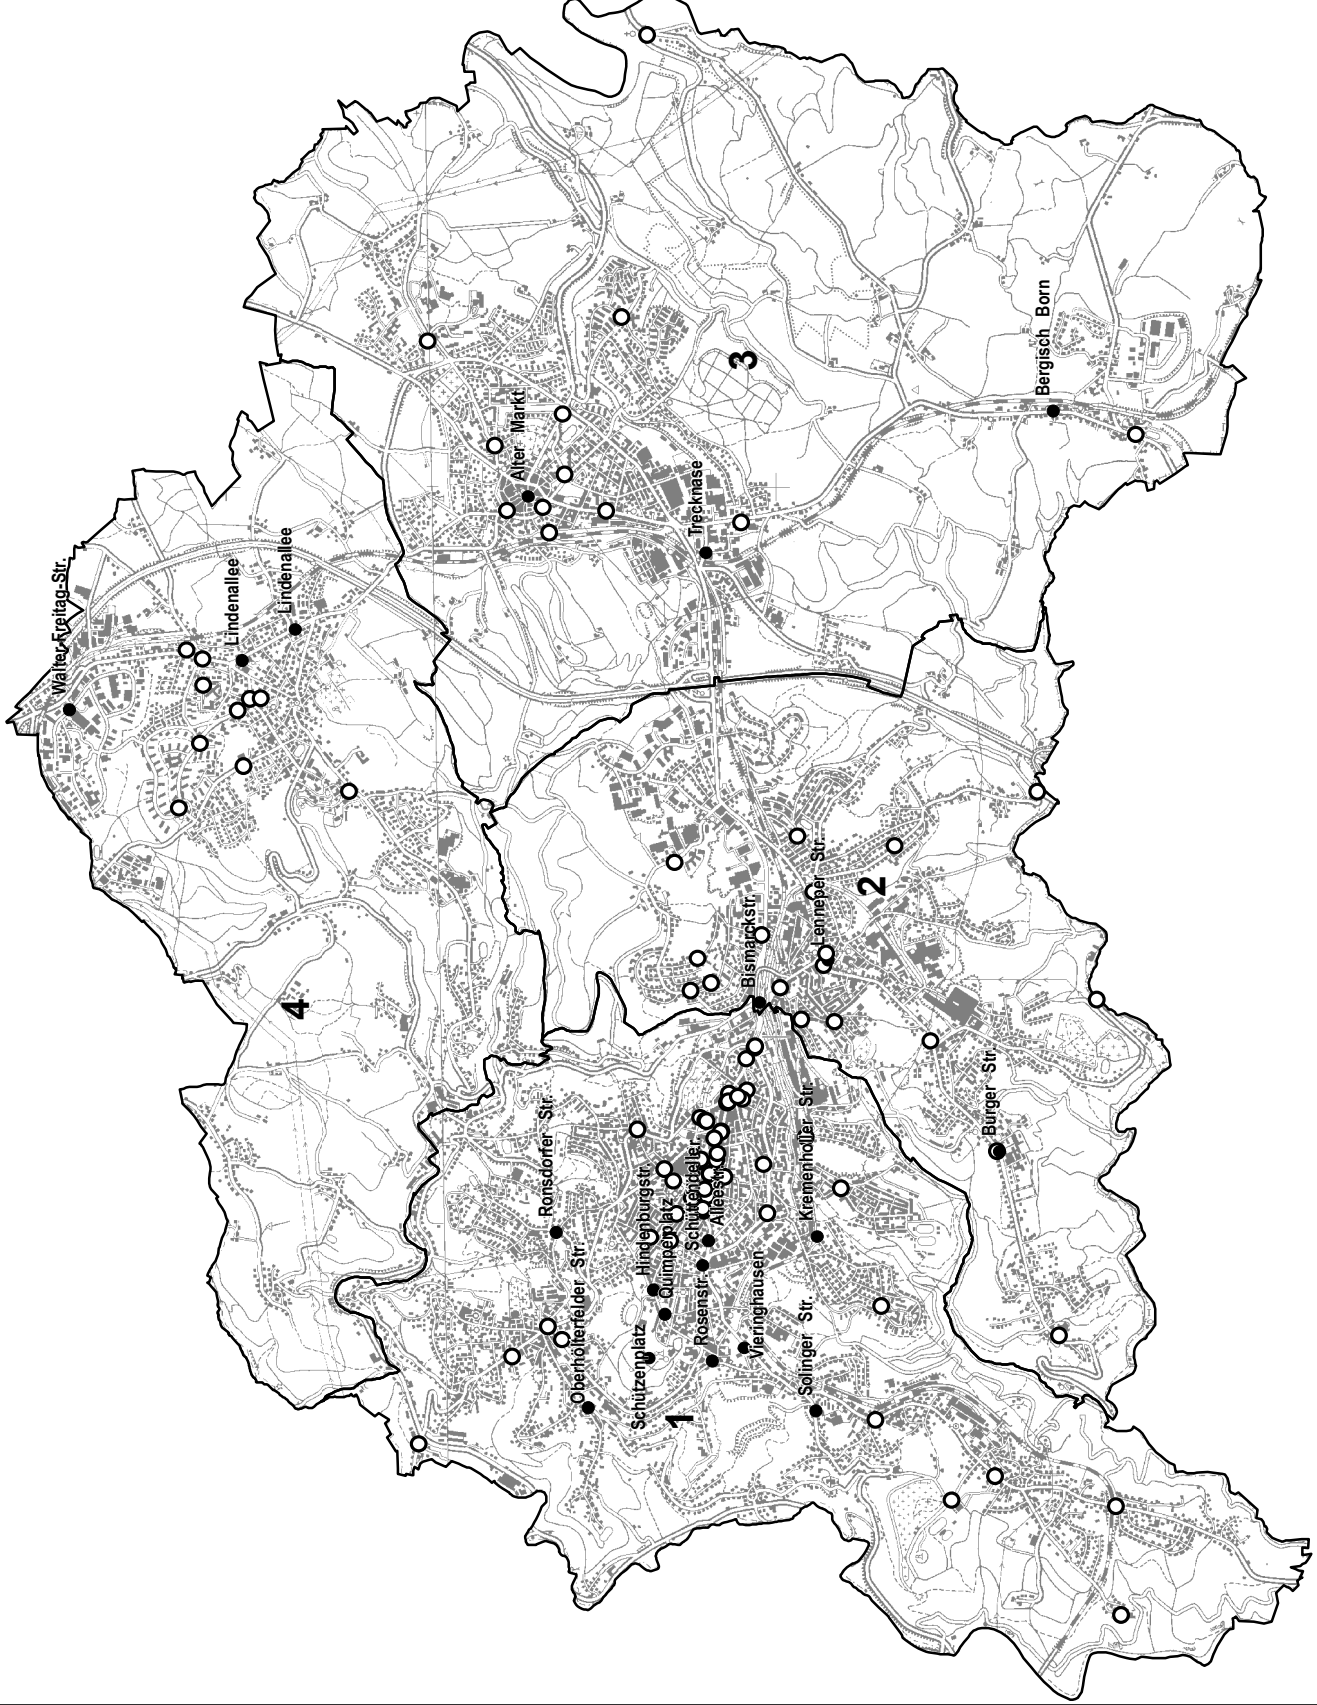 Walter-Freitag-Str.
Lindenallee
Lindenallee
4
Alter Markt
3
Trecknase
Bergisch Born
Bismarckstr.
Lenneper Str.
2
Burger Str.
Ronsdorfer Str.
Oberhölterfelder Str.
Hindenburgstr.
Quimperplatz
Schüttendelle
Alleestr.
Kremenholler Str.
Schützenplatz
Rosenstr.
Vieringhausen
Solinger Str.
1